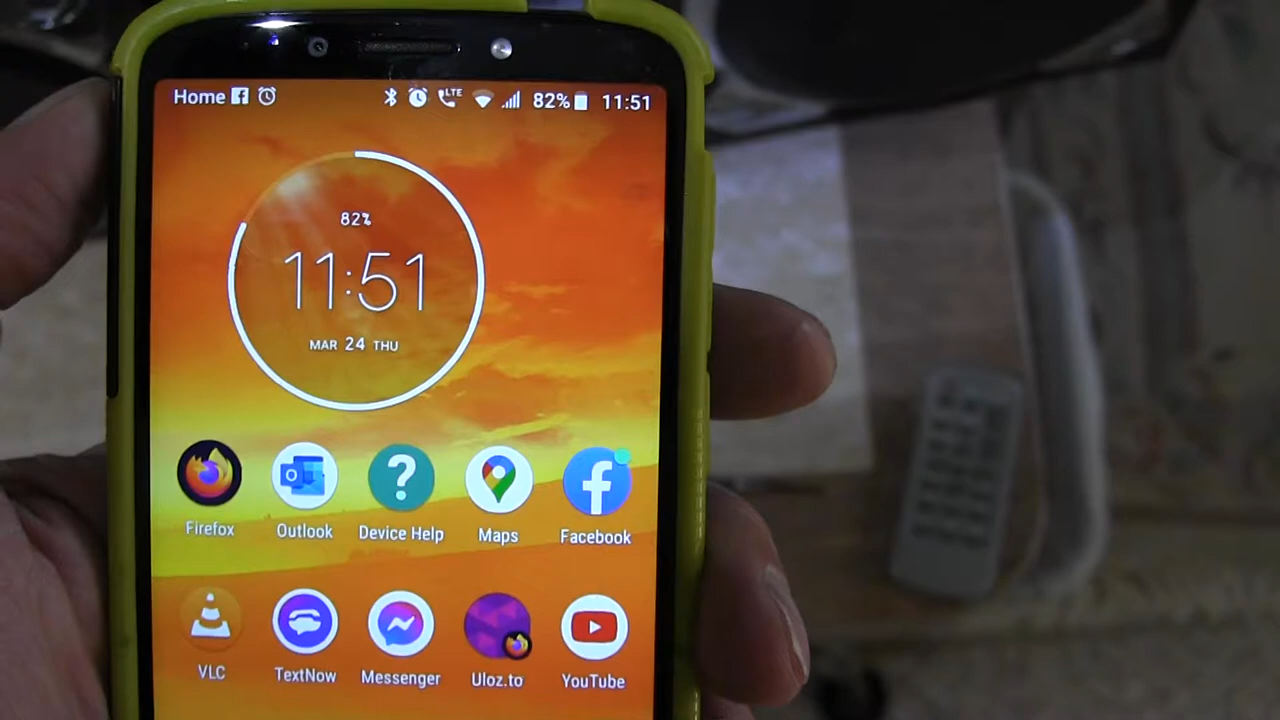 Home LTE 82% 11:51
82%
11:51
MAR 24 THU
Firefox Outlook Device Help Maps Facebook
VLC TextNow Messenger Uloz.to YouTube